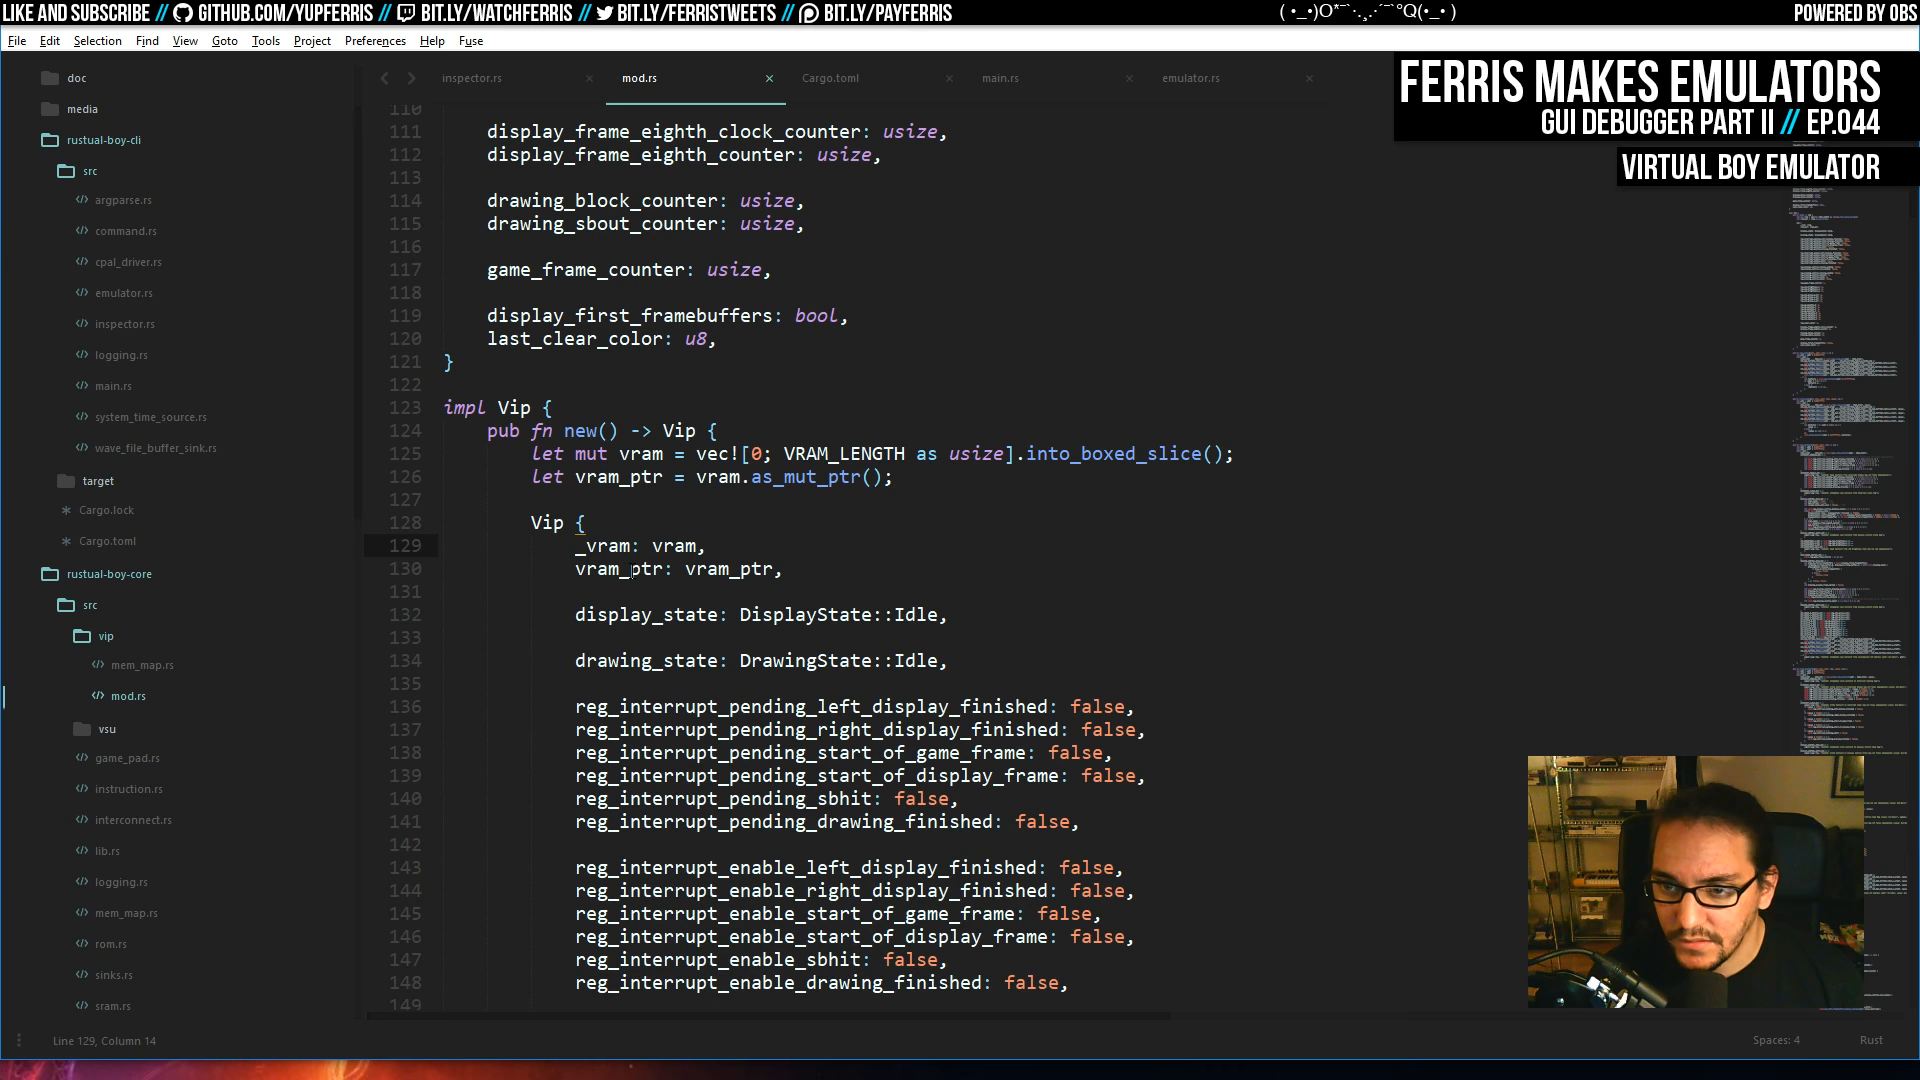 LIKE AND SUBSCRIBE // GITHUB.COM/YUPFERRIS // BIT.LY/WATCHFERRIS // BIT.LY/FERRISTWEETS // BIT.LY/PAYFERRIS
( •_•)O*¯`·.¸.·´¯`°Q(•_• )
POWERED BY OBS
File Edit Selection Find View Goto Tools Project Preferences Help Fuse
FERRIS MAKES EMULATORS
GUI DEBUGGER PART II // EP.044
VIRTUAL BOY EMULATOR
doc
media
rustual-boy-cli
src
argparse.rs
command.rs
cpal_driver.rs
emulator.rs
inspector.rs
logging.rs
main.rs
system_time_source.rs
wave_file_buffer_sink.rs
target
Cargo.lock
Cargo.toml
rustual-boy-core
src
vip
mem_map.rs
mod.rs
vsu
game_pad.rs
instruction.rs
interconnect.rs
lib.rs
logging.rs
mem_map.rs
rom.rs
sinks.rs
sram.rs
inspector.rs mod.rs Cargo.toml main.rs emulator.rs
110
111 display_frame_eighth_clock_counter: usize,
112 display_frame_eighth_counter: usize,
113
114 drawing_block_counter: usize,
115 drawing_sbout_counter: usize,
116
117 game_frame_counter: usize,
118
119 display_first_framebuffers: bool,
120 last_clear_color: u8,
121 }
122
123 impl Vip {
124 pub fn new() -> Vip {
125 let mut vram = vec![0; VRAM_LENGTH as usize].into_boxed_slice();
126 let vram_ptr = vram.as_mut_ptr();
127
128 Vip {
129 _vram: vram,
130 vram_ptr: vram_ptr,
131
132 display_state: DisplayState::Idle,
133
134 drawing_state: DrawingState::Idle,
135
136 reg_interrupt_pending_left_display_finished: false,
137 reg_interrupt_pending_right_display_finished: false,
138 reg_interrupt_pending_start_of_game_frame: false,
139 reg_interrupt_pending_start_of_display_frame: false,
140 reg_interrupt_pending_sbhit: false,
141 reg_interrupt_pending_drawing_finished: false,
142
143 reg_interrupt_enable_left_display_finished: false,
144 reg_interrupt_enable_right_display_finished: false,
145 reg_interrupt_enable_start_of_game_frame: false,
146 reg_interrupt_enable_start_of_display_frame: false,
147 reg_interrupt_enable_sbhit: false,
148 reg_interrupt_enable_drawing_finished: false,
149
Line 129, Column 14
Spaces: 4
Rust